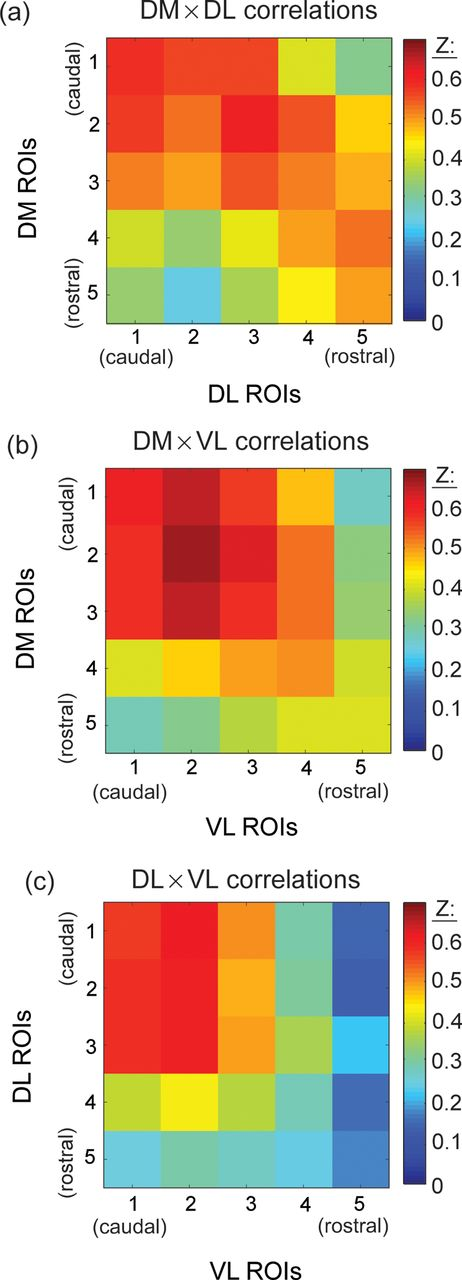 (a)
DM × DL correlations
Z:
0.6
0.5
0.4
0.3
0.2
0.1
0
DM ROIs
(caudal)
(rostral)
1
2
3
4
5
1 2 3 4 5
(caudal) (rostral)
DL ROIs
(b)
DM × VL correlations
Z:
0.6
0.5
0.4
0.3
0.2
0.1
0
DM ROIs
(caudal)
(rostral)
1
2
3
4
5
1 2 3 4 5
(caudal) (rostral)
VL ROIs
(c)
DL × VL correlations
Z:
0.6
0.5
0.4
0.3
0.2
0.1
0
DL ROIs
(caudal)
(rostral)
1
2
3
4
5
1 2 3 4 5
(caudal) (rostral)
VL ROIs